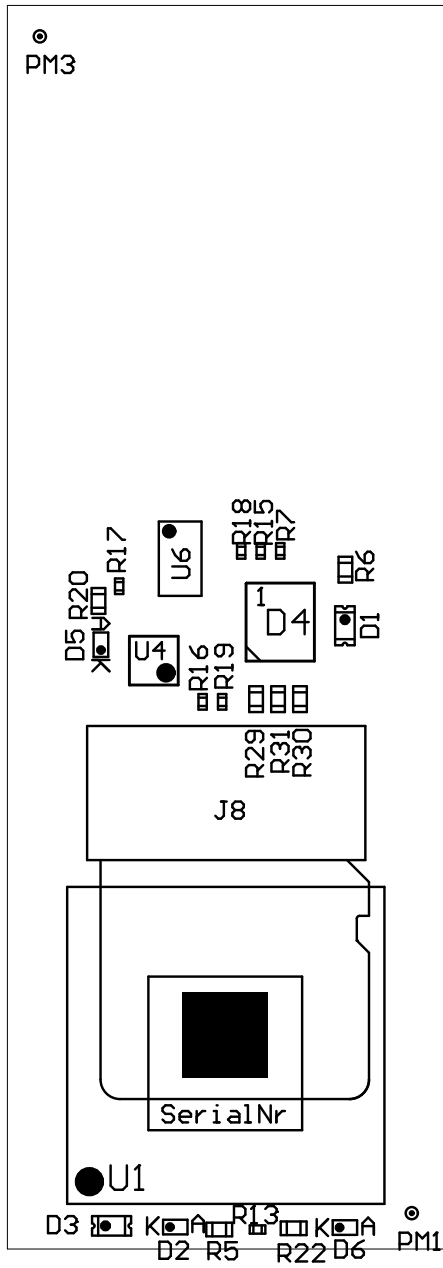 PM3
R18
R15
R7
R17
U6
R6
R20
1
D4
D1
A
D5
K
U4
R16
R19
R29
R31
R30
J8
SerialNr
U1
D3
K
A
R13
K
A
D2
R5
R22
D6
PM1